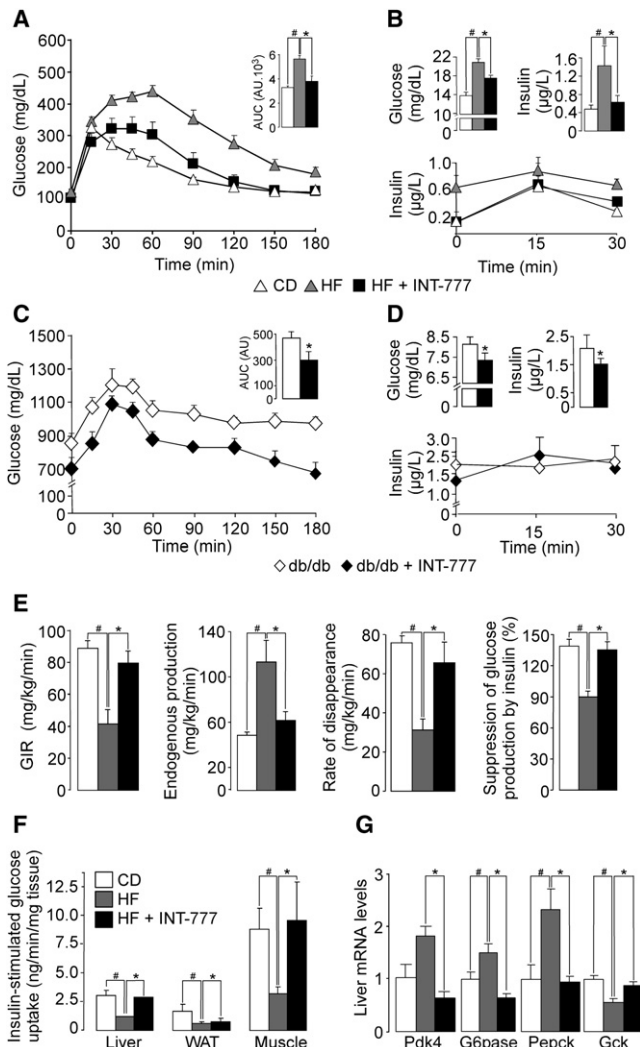 A
Glucose (mg/dL)
600
500
400
300
200
100
0
0 30 60 90 120 150 180
Time (min)
AUC (AU.10³)
6
4
2
0
# *
B
Glucose
(mg/dL)
22
18
14
10
0
# *
Insulin
(µg/L)
1.6
1.2
0.8
0.4
0
# *
Insulin
(µg/L)
1.0
0.6
0.2
0 15 30
Time (min)
CD HF HF + INT-777
C
Glucose (mg/dL)
1500
1300
1100
900
700
100
0
0 30 60 90 120 150 180
Time (min)
AUC (AU)
500
300
100
0
*
D
Glucose
(mg/dL)
8.5
7.5
6.5
0
*
Insulin
(µg/L)
2.5
2.0
1.5
1.0
0.5
0
*
Insulin
(µg/L)
3.0
2.5
2.0
1.5
0
0 15 30
Time (min)
db/db db/db + INT-777
E
GIR
(mg/kg/min)
100
80
60
40
20
0
# *
Endogenous production
(mg/kg/min)
140
100
60
20
0
# *
Rate of disappearance
(mg/kg/min)
80
60
40
20
0
# *
Suppression of glucose
production by insulin (%)
150
120
90
60
30
0
# *
F
Insulin-stimulated glucose
uptake (ng/min/mg tissue)
12.5
10.0
7.5
5.0
2.5
0
CD
HF
HF + INT-777
# * # * # *
Liver WAT Muscle
G
Liver mRNA levels
3
2
1
0
* # * # * # *
Pdk4 G6pase Pepck Gck